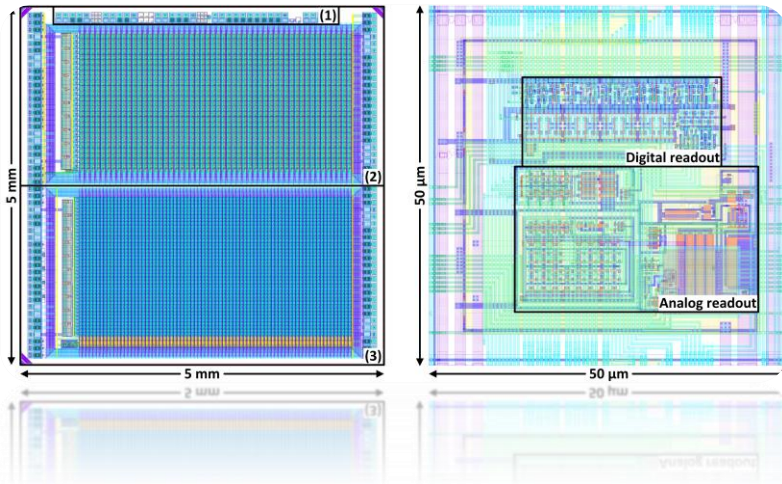 (1)
(2)
(3)
5 mm
5 mm
Digital readout
Analog readout
50 µm
50 µm